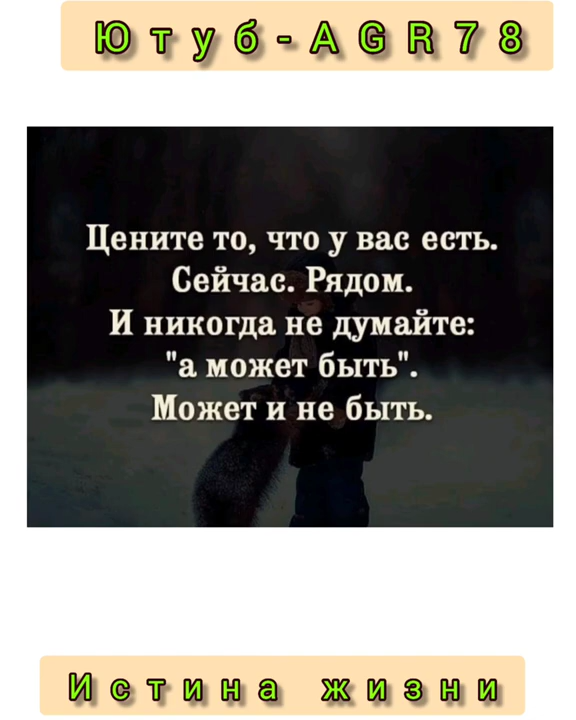 Ютуб-AGR78
Цените то, что у вас есть.
Сейчас. Рядом.
И никогда не думайте:
"а может быть".
Может и не быть.
Истина жизни